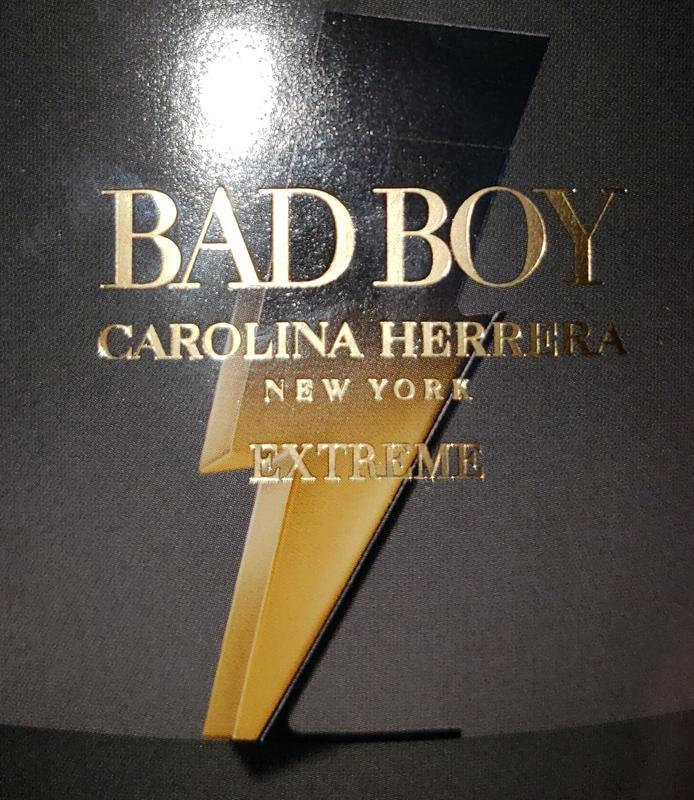 BAD BOY
CAROLINA HERRERA
NEW YORK
EXTREME